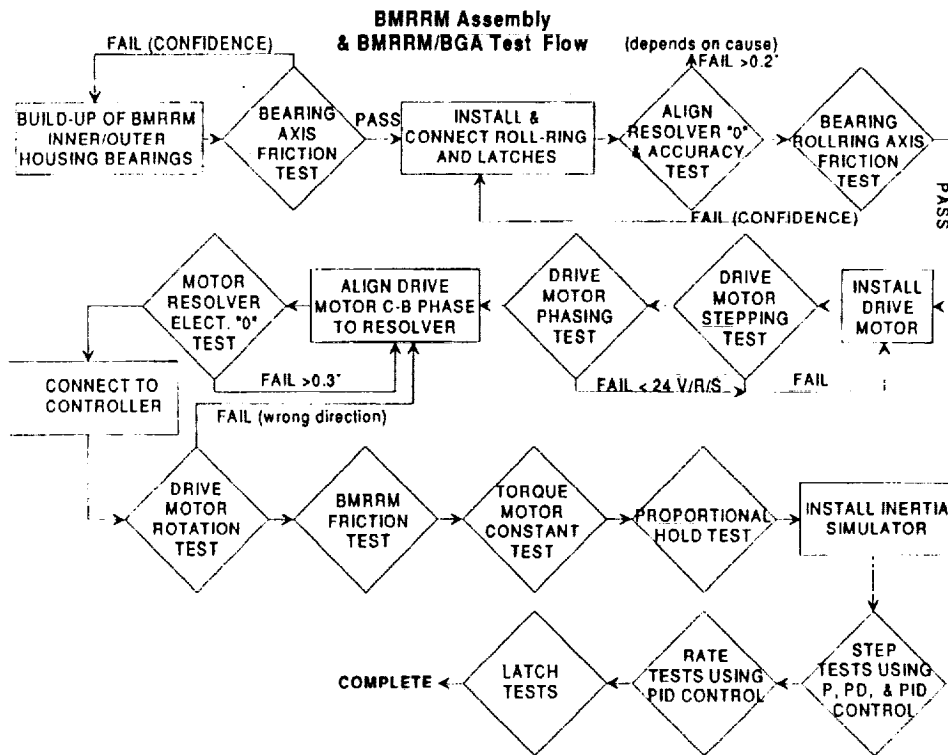 BMRRM Assembly
& BMRRM/BGA Test Flow
FAIL (CONFIDENCE)
(depends on cause)
FAIL >0.2°
BUILD-UP OF BMRRM
INNER/OUTER
HOUSING BEARINGS
BEARING
AXIS
FRICTION
TEST
PASS
INSTALL &
CONNECT ROLL-RING
AND LATCHES
ALIGN
RESOLVER "0"
& ACCURACY
TEST
BEARING
ROLLRING AXIS
FRICTION
TEST
PASS
FAIL (CONFIDENCE)
MOTOR
RESOLVER
ELECT. "0"
TEST
ALIGN DRIVE
MOTOR C-B PHASE
TO RESOLVER
DRIVE
MOTOR
PHASING
TEST
DRIVE
MOTOR
STEPPING
TEST
INSTALL
DRIVE
MOTOR
FAIL >0.3°
FAIL < 24 V/R/S
FAIL
CONNECT TO
CONTROLLER
FAIL (wrong direction)
DRIVE
MOTOR
ROTATION
TEST
BMRRM
FRICTION
TEST
TORQUE
MOTOR
CONSTANT
TEST
PROPORTIONAL
HOLD TEST
INSTALL INERTIA
SIMULATOR
COMPLETE
LATCH
TESTS
RATE
TESTS USING
PID CONTROL
STEP
TESTS USING
P, PD, & PID
CONTROL